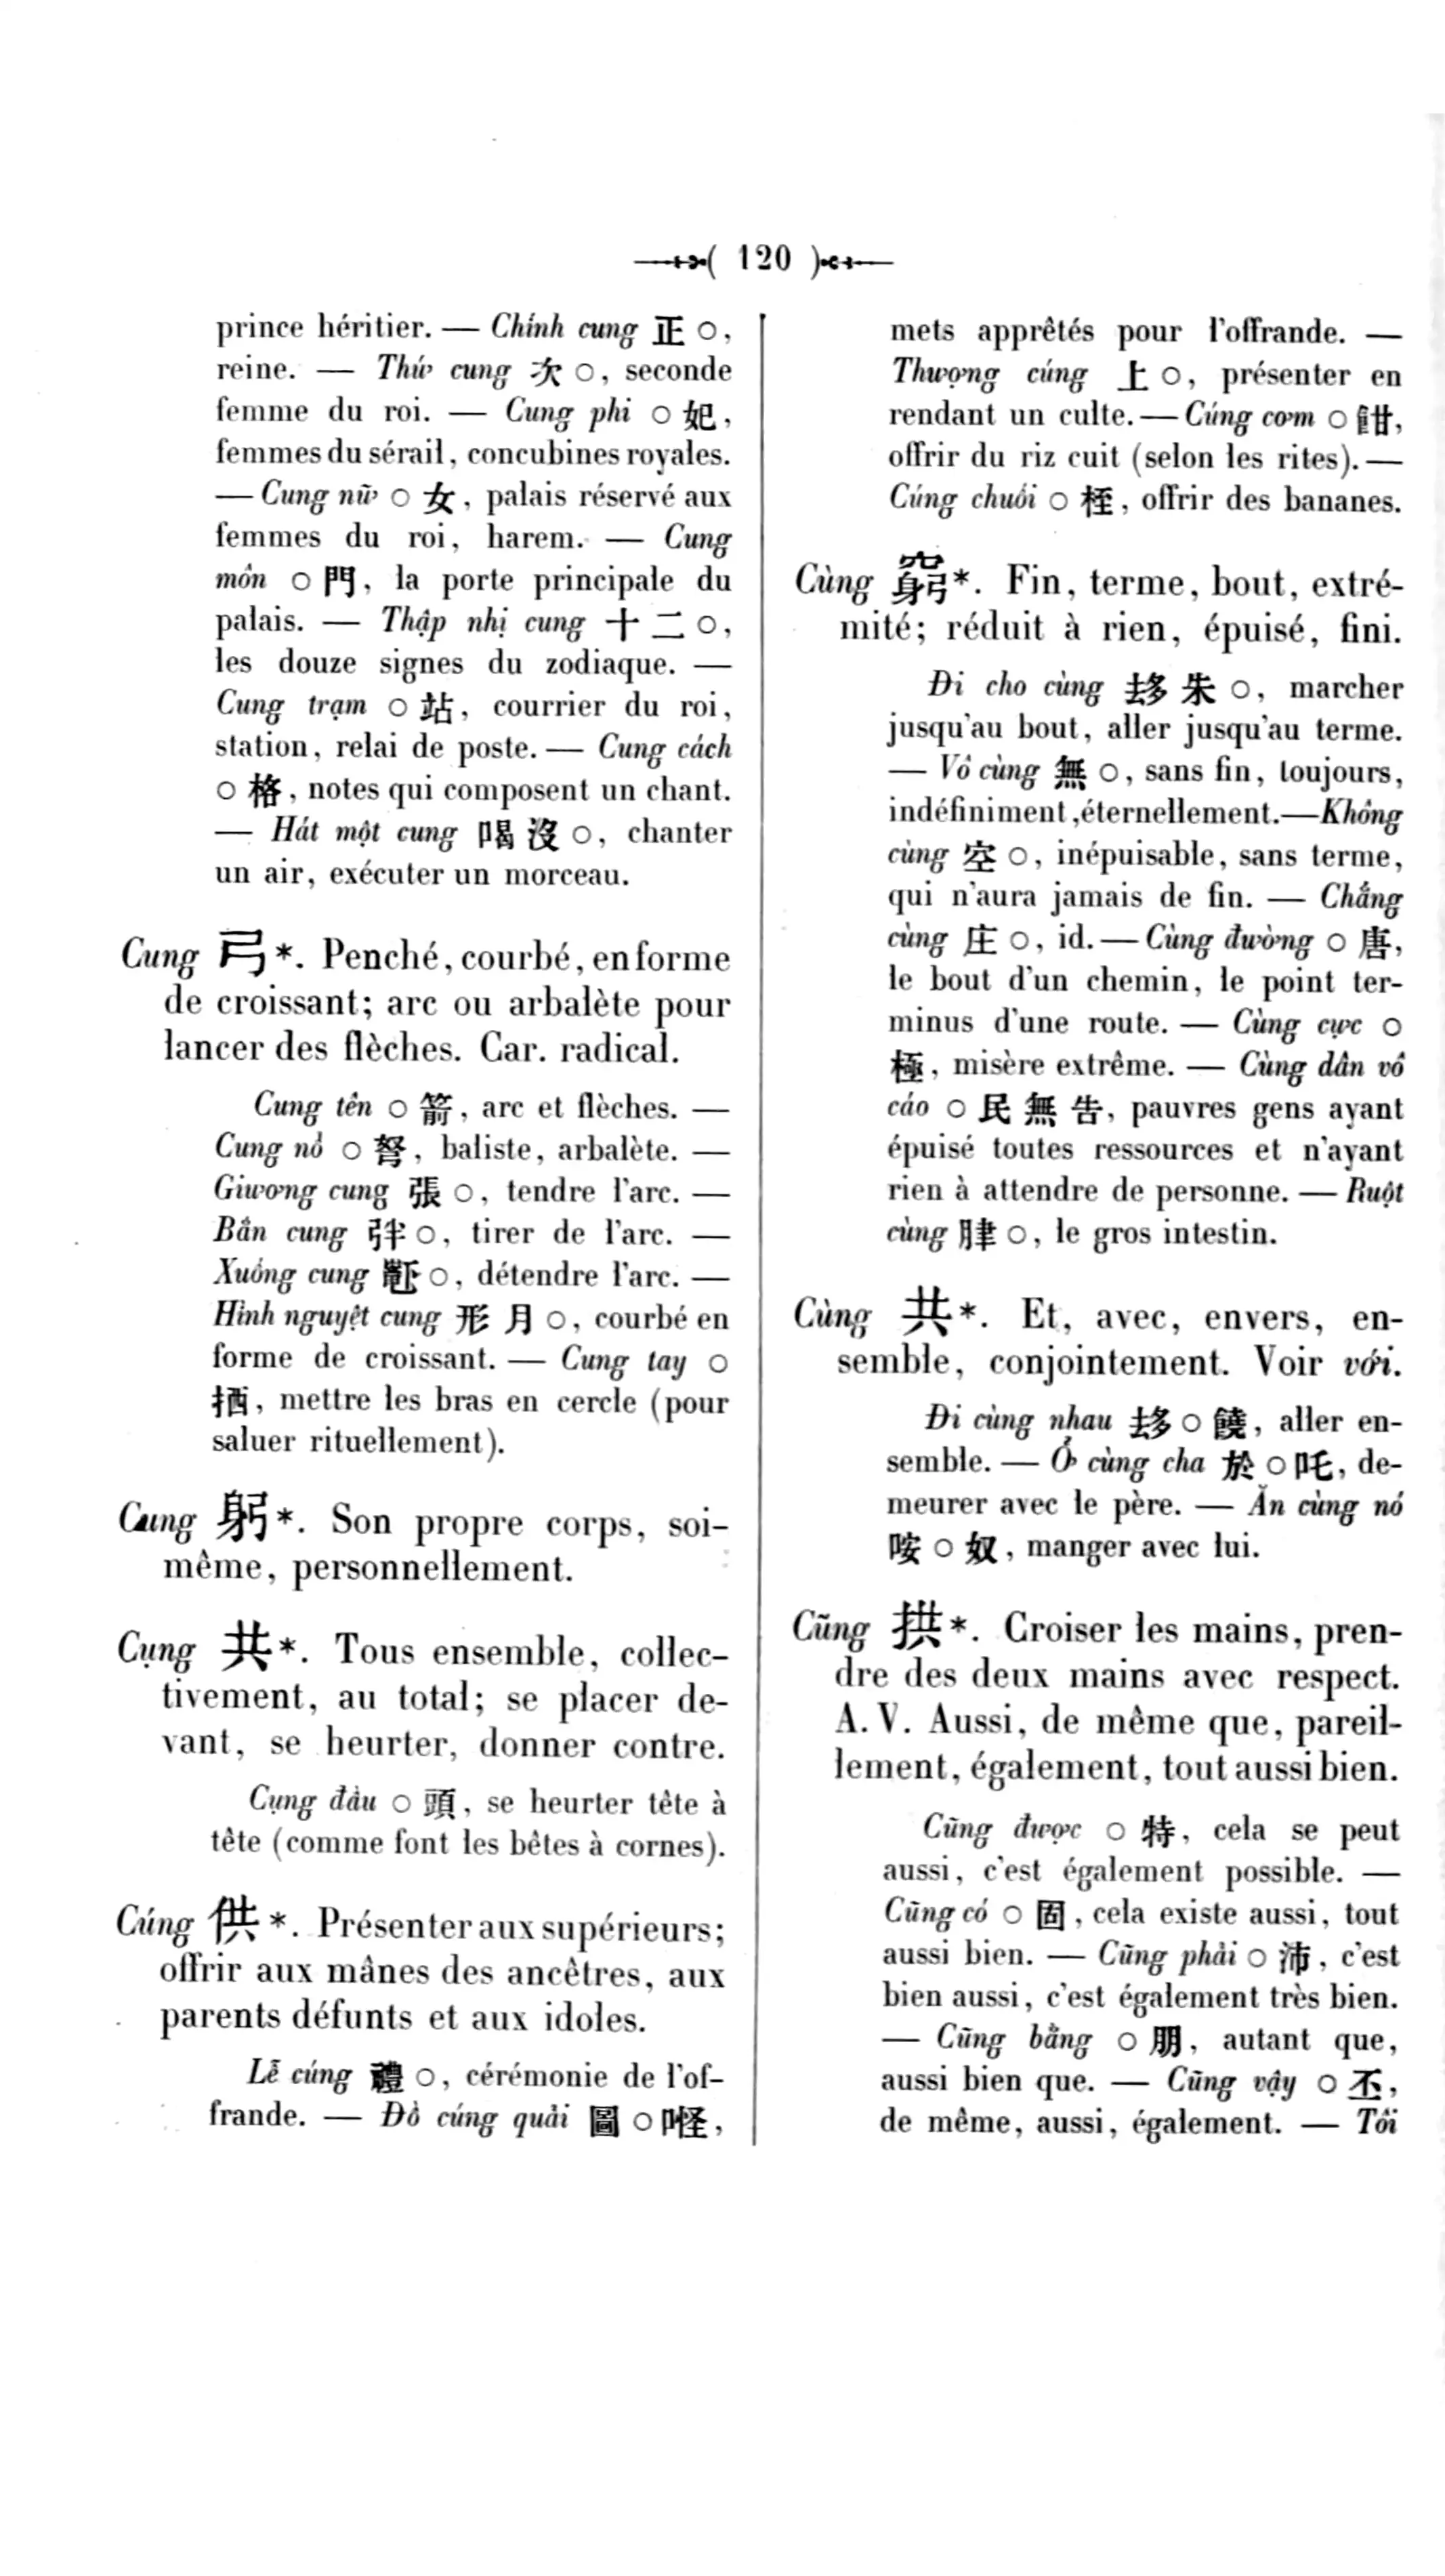 ( 120 )
prince héritier. — Chính cung 正 ○,
reine. — Thứ cung 次 ○, seconde
femme du roi. — Cung phi ○ 妃,
femmes du sérail, concubines royales.
— Cung nữ ○ 女, palais réservé aux
femmes du roi, harem. — Cung
môn ○ 門, la porte principale du
palais. — Thập nhị cung 十 二 ○,
les douze signes du zodiaque. —
Cung trạm ○ 站, courrier du roi,
station, relai de poste. — Cung cách
○ 格, notes qui composent un chant.
— Hát một cung 喝 沒 ○, chanter
un air, exécuter un morceau.
Cung 弓*. Penché, courbé, en forme
de croissant; arc ou arbalète pour
lancer des flèches. Car. radical.
Cung tên ○ 箭, arc et flèches. —
Cung nỏ ○ 弩, baliste, arbalète. —
Giương cung 張 ○, tendre l'arc. —
Bắn cung 弾 ○, tirer de l'arc. —
Xuống cung ○, détendre l'arc. —
Hình nguyệt cung 形 月 ○, courbé en
forme de croissant. — Cung tay ○
拪, mettre les bras en cercle (pour
saluer rituellement).
Cung 躬*. Son propre corps, soi-
même, personnellement.
Cụng 共*. Tous ensemble, collec-
tivement, au total; se placer de-
vant, se heurter, donner contre.
Cụng đầu ○ 頭, se heurter tête à
tête (comme font les bêtes à cornes).
Cúng 供*. Présenter aux supérieurs;
offrir aux mânes des ancêtres, aux
parents défunts et aux idoles.
Lễ cúng 禮 ○, cérémonie de l'of-
frande. — Đồ cúng quải 圖 ○ 怪,
mets apprêtés pour l'offrande. —
Thượng cúng 上 ○, présenter en
rendant un culte. — Cúng cơm ○ 䬙,
offrir du riz cuit (selon les rites). —
Cúng chuối ○ 桎, offrir des bananes.
Cùng 窮*. Fin, terme, bout, extré-
mité; réduit à rien, épuisé, fini.
Đi cho cùng 𠫾 朱 ○, marcher
jusqu'au bout, aller jusqu'au terme.
— Vô cùng 無 ○, sans fin, toujours,
indéfiniment, éternellement. — Không
cùng 空 ○, inépuisable, sans terme,
qui n'aura jamais de fin. — Chẳng
cùng 庄 ○, id. — Cùng đường ○ 唐,
le bout d'un chemin, le point ter-
minus d'une route. — Cùng cực ○
極, misère extrême. — Cùng dân vô
cáo ○ 民 無 告, pauvres gens ayant
épuisé toutes ressources et n'ayant
rien à attendre de personne. — Ruột
cùng 𦛌 ○, le gros intestin.
Cùng 共*. Et, avec, envers, en-
semble, conjointement. Voir với.
Đi cùng nhau 𠫾 ○ 饒, aller en-
semble. — Ở cùng cha 於 ○ 吒, de-
meurer avec le père. — Ăn cùng nó
咹 ○ 奴, manger avec lui.
Cũng 拱*. Croiser les mains, pren-
dre des deux mains avec respect.
A. V. Aussi, de même que, pareil-
lement, également, tout aussi bien.
Cũng được ○ 特, cela se peut
aussi, c'est également possible. —
Cũng có ○ 固, cela existe aussi, tout
aussi bien. — Cũng phải ○ 沛, c'est
bien aussi, c'est également très bien.
— Cũng bằng ○ 朋, autant que,
aussi bien que. — Cũng vậy ○ 丕,
de même, aussi, également. — Tôi